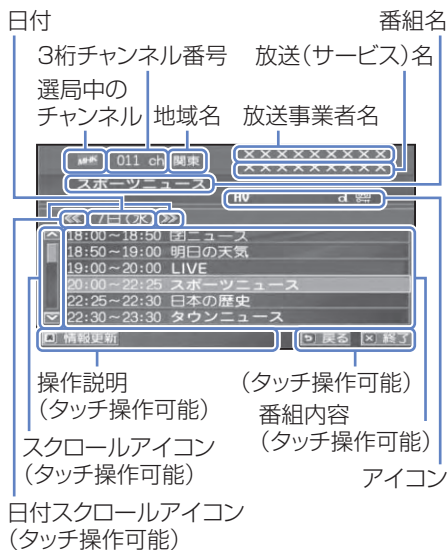 日付
番組名
3桁チャンネル番号
放送(サービス)名
選局中の
チャンネル
地域名
放送事業者名
011 ch
関東
×××××××××
×××××××××
スポーツニュース
HV
d
7日(水)
18:00～18:50 ニュース
18:50～19:00 明日の天気
19:00～20:00 LIVE
20:00～22:25 スポーツニュース
22:25～22:30 日本の歴史
22:30～23:30 タウンニュース
情報更新
戻る
終了
操作説明
(タッチ操作可能)
(タッチ操作可能)
番組内容
(タッチ操作可能)
スクロールアイコン
(タッチ操作可能)
アイコン
日付スクロールアイコン
(タッチ操作可能)